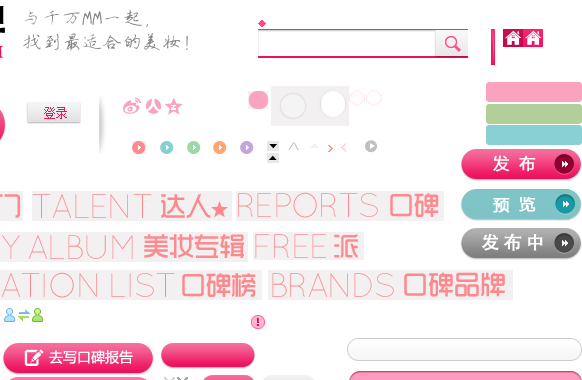 与千万MM一起,
找到最适合的美妆!
登录
发 布
预 览
发 布 中
门
TALENT 达人
REPORTS 口碑
Y ALBUM 美妆专辑
FREE 派
ATION LIST 口碑榜
BRANDS 口碑品牌
去写口碑报告